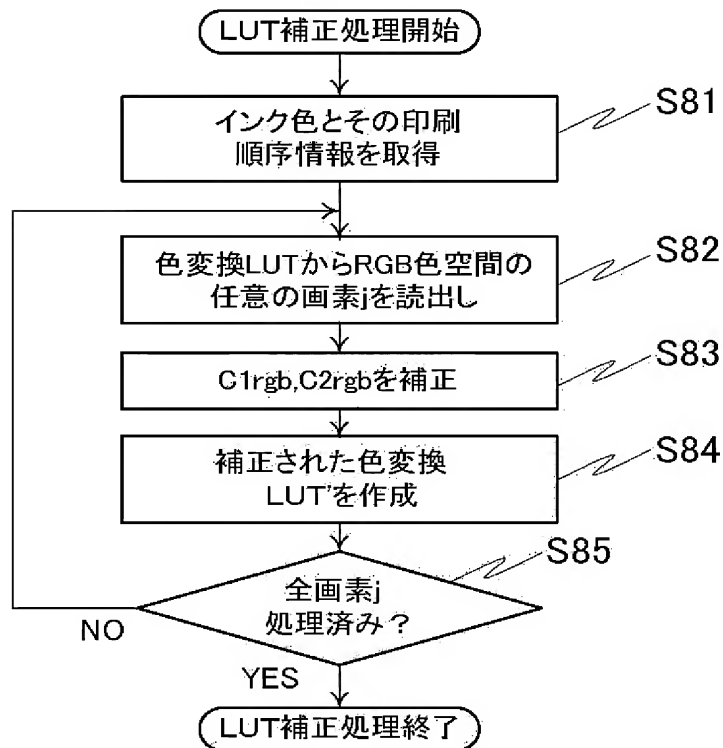 LUT補正処理開始
インク色とその印刷
順序情報を取得
S81
色変換LUTからRGB色空間の
任意の画素jを読出し
S82
C1rgb,C2rgbを補正
S83
補正された色変換
LUT'を作成
S84
全画素j
処理済み？
S85
NO
YES
LUT補正処理終了